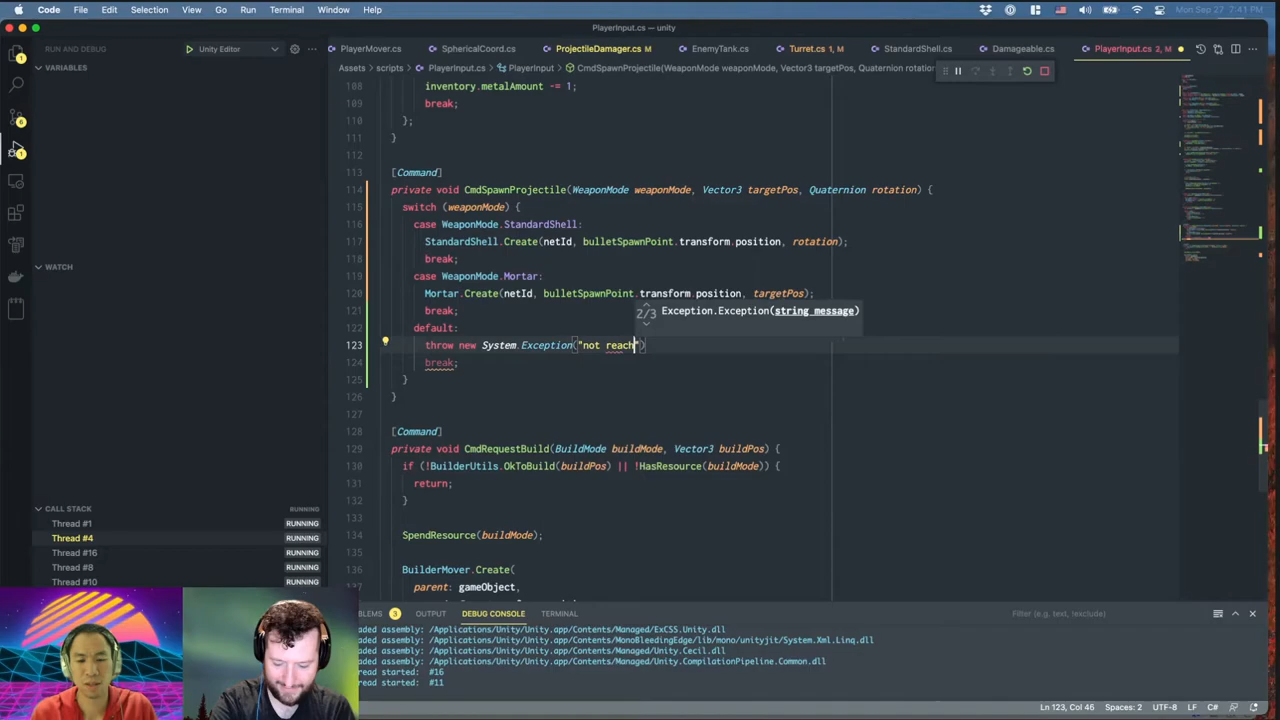 Code File Edit Selection View Go Run Terminal Window Help Mon Sep 27 7:41 PM
PlayerInput.cs — unity
RUN AND DEBUG Unity Editor PlayerMover.cs SphericalCoord.cs ProjectileDamager.cs M EnemyTank.cs Turret.cs 1, M StandardShell.cs Damageable.cs PlayerInput.cs 2, M
VARIABLES
Assets > scripts > PlayerInput.cs > PlayerInput > CmdSpawnProjectile(WeaponMode weaponMode, Vector3 targetPos, Quaternion rotation)
108 inventory.metalAmount -= 1;
109 break;
110 };
111 }
112
113 [Command]
114 private void CmdSpawnProjectile(WeaponMode weaponMode, Vector3 targetPos, Quaternion rotation) {
115 switch (weaponMode) {
116 case WeaponMode.StandardShell:
117 StandardShell.Create(netId, bulletSpawnPoint.transform.position, rotation);
118 break;
119 case WeaponMode.Mortar:
120 Mortar.Create(netId, bulletSpawnPoint.transform.position, targetPos);
121 break;
2/3 Exception.Exception(string message)
122 default:
123 throw new System.Exception("not reach")
124 break;
125 }
126 }
127
128 [Command]
129 private void CmdRequestBuild(BuildMode buildMode, Vector3 buildPos) {
130 if (!BuilderUtils.OkToBuild(buildPos) || !HasResource(buildMode)) {
131 return;
132 }
133
134 SpendResource(buildMode);
135
136 BuilderMover.Create(
137 parent: gameObject,
WATCH
CALL STACK RUNNING
Thread #1 RUNNING
Thread #4 RUNNING
Thread #16 RUNNING
Thread #8 RUNNING
Thread #10 RUNNING
BLEMS 3 OUTPUT DEBUG CONSOLE TERMINAL Filter (e.g. text, !exclude)
aded assembly: /Applications/Unity/Unity.app/Contents/Managed/ExCSS.Unity.dll
aded assembly: /Applications/Unity/Unity.app/Contents/MonoBleedingEdge/lib/mono/unityjit/System.Xml.Linq.dll
aded assembly: /Applications/Unity/Unity.app/Contents/Managed/Unity.Cecil.dll
aded assembly: /Applications/Unity/Unity.app/Contents/Managed/Unity.CompilationPipeline.Common.dll
read started: #16
read started: #11
Ln 123, Col 46 Spaces: 2 UTF-8 LF C#